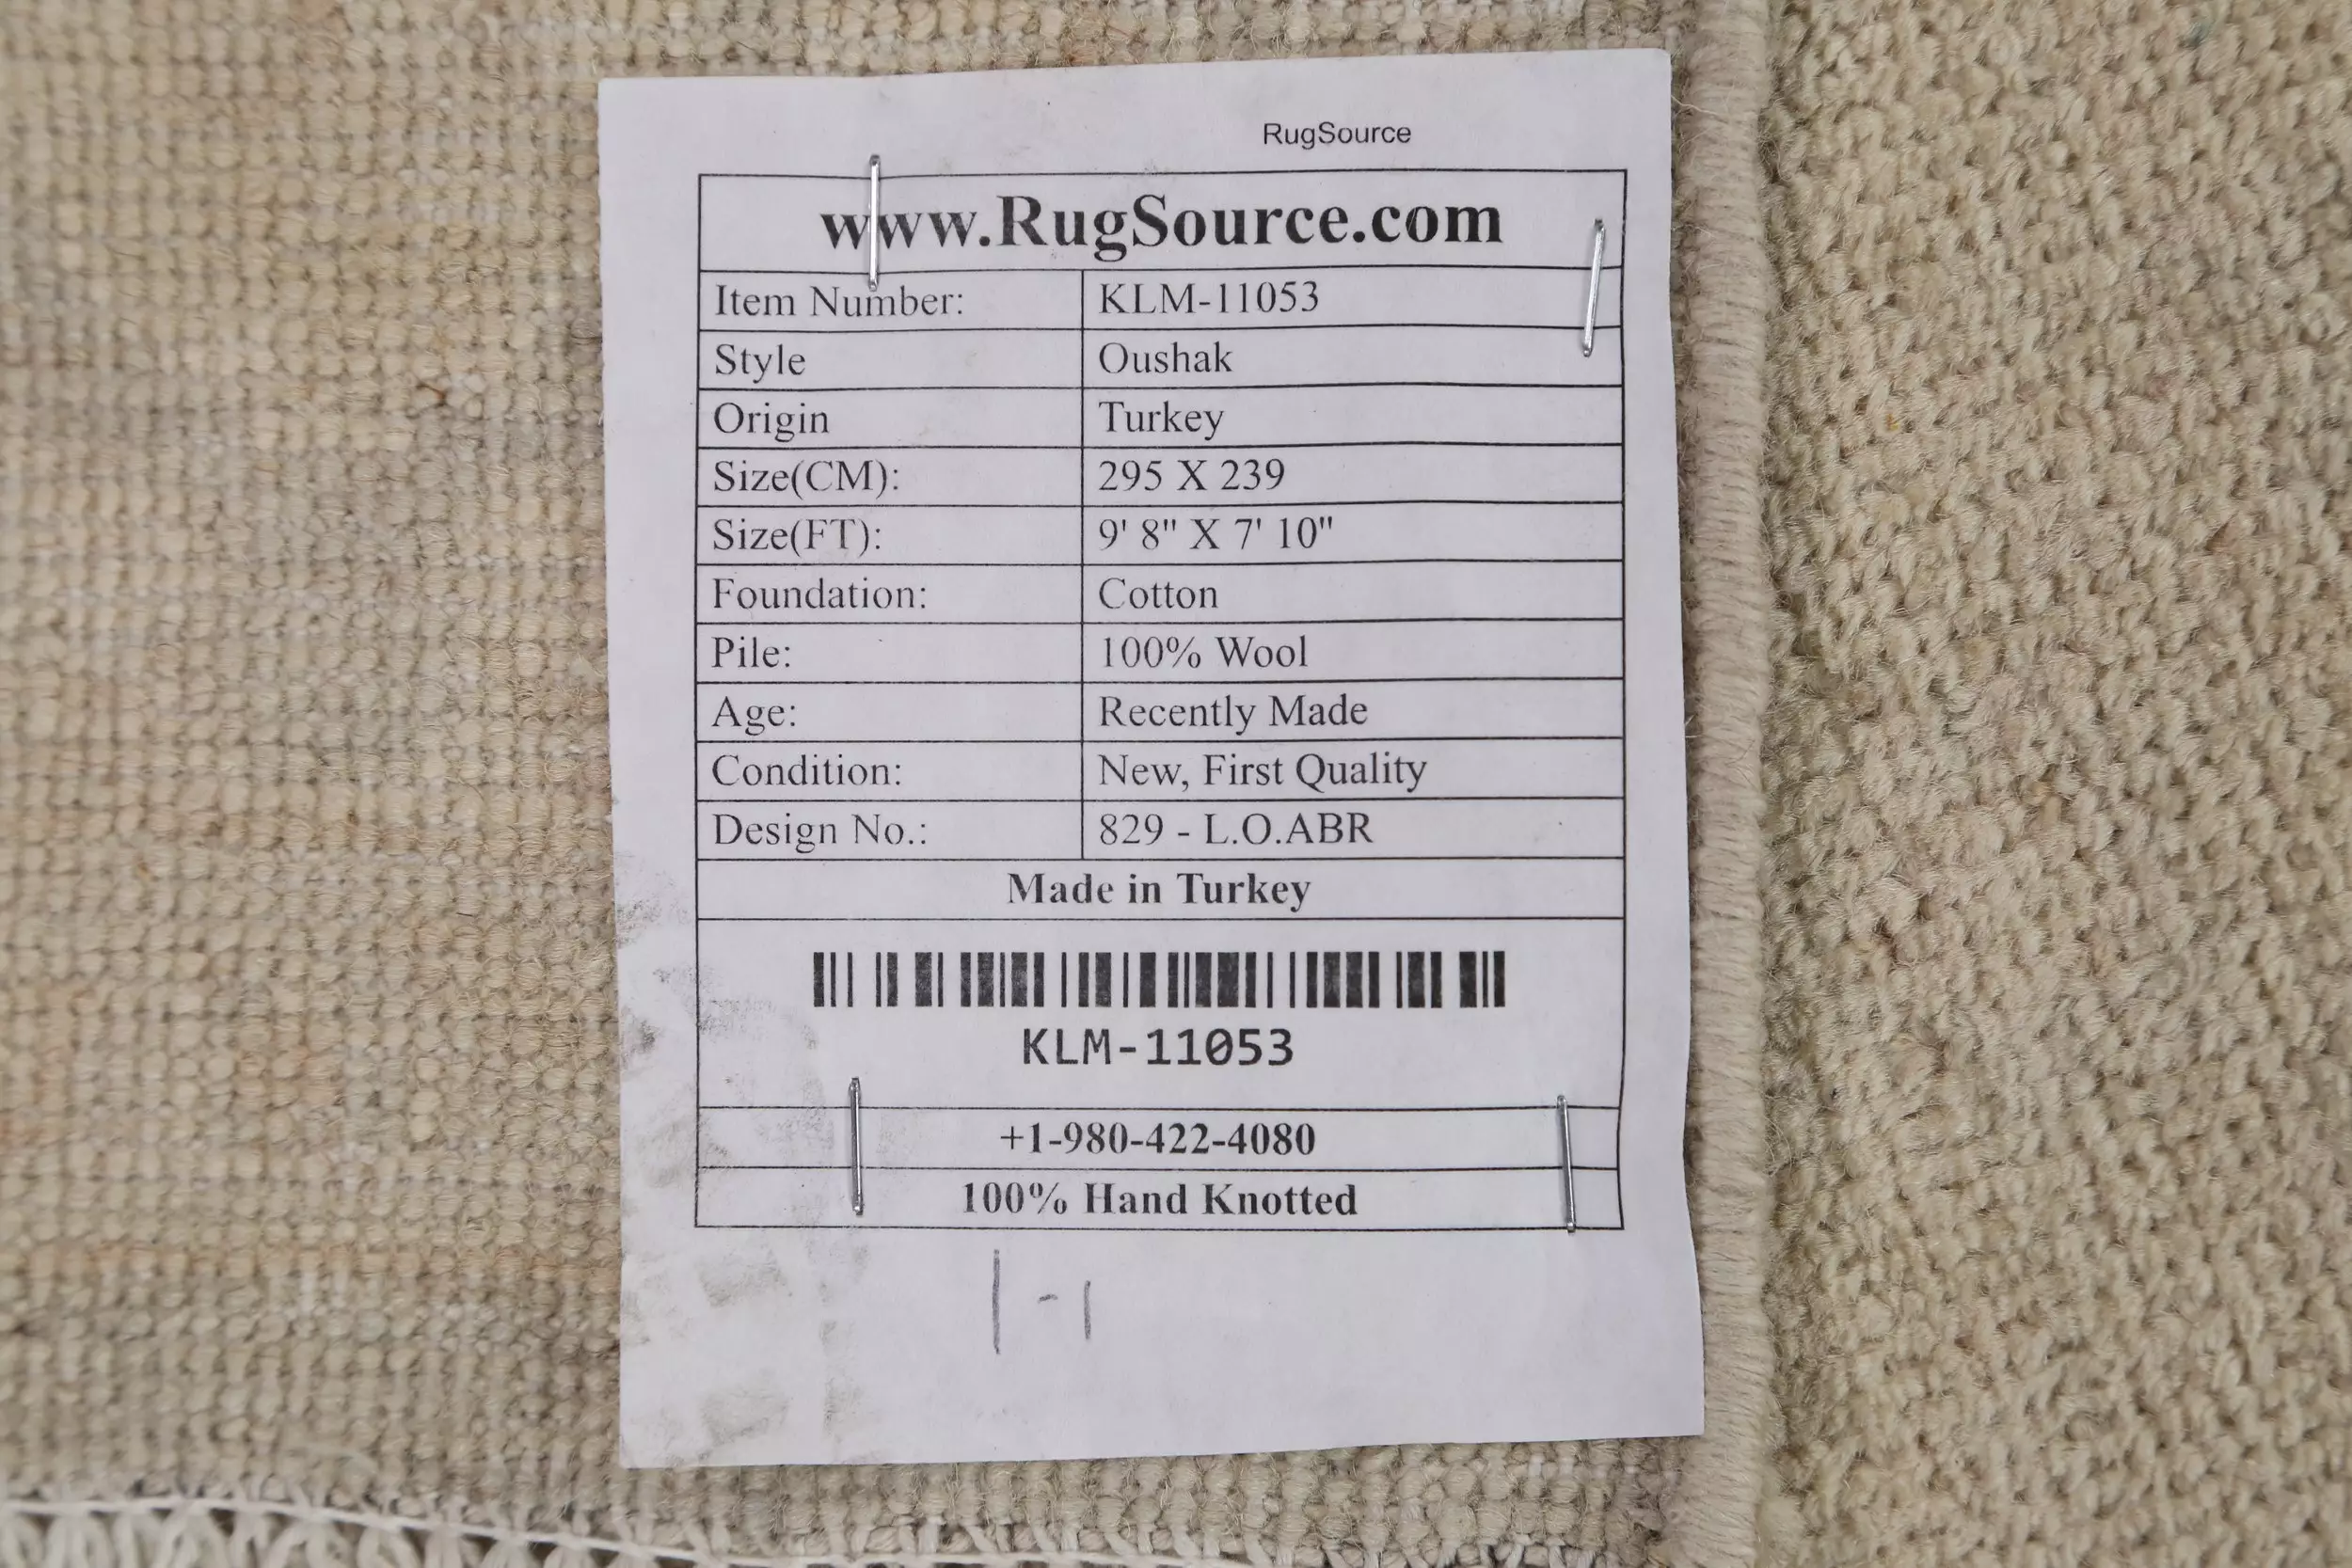 RugSource
www.RugSource.com
Item Number: KLM-11053
Style Oushak
Origin Turkey
Size(CM): 295 X 239
Size(FT): 9' 8" X 7' 10"
Foundation: Cotton
Pile: 100% Wool
Age: Recently Made
Condition: New, First Quality
Design No.: 829 - L.O.ABR
Made in Turkey
KLM-11053
+1-980-422-4080
100% Hand Knotted
1-1